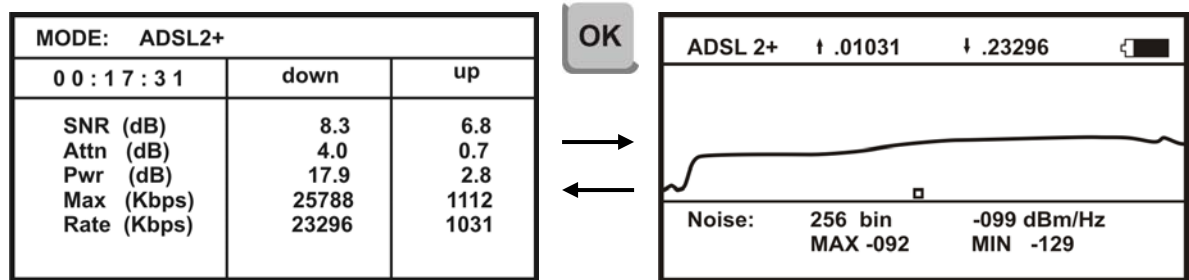 MODE: ADSL2+
00:17:31 down up
SNR (dB) 8.3 6.8
Attn (dB) 4.0 0.7
Pwr (dB) 17.9 2.8
Max (Kbps) 25788 1112
Rate (Kbps) 23296 1031
OK
ADSL 2+ .01031 .23296
Noise: 256 bin -099 dBm/Hz
MAX -092 MIN -129